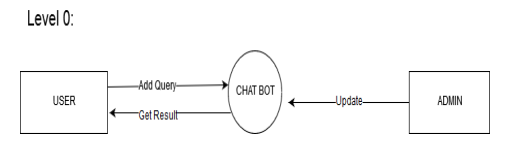 Level 0:
Add Query
USER
CHAT BOT
Update
ADMIN
Get Result